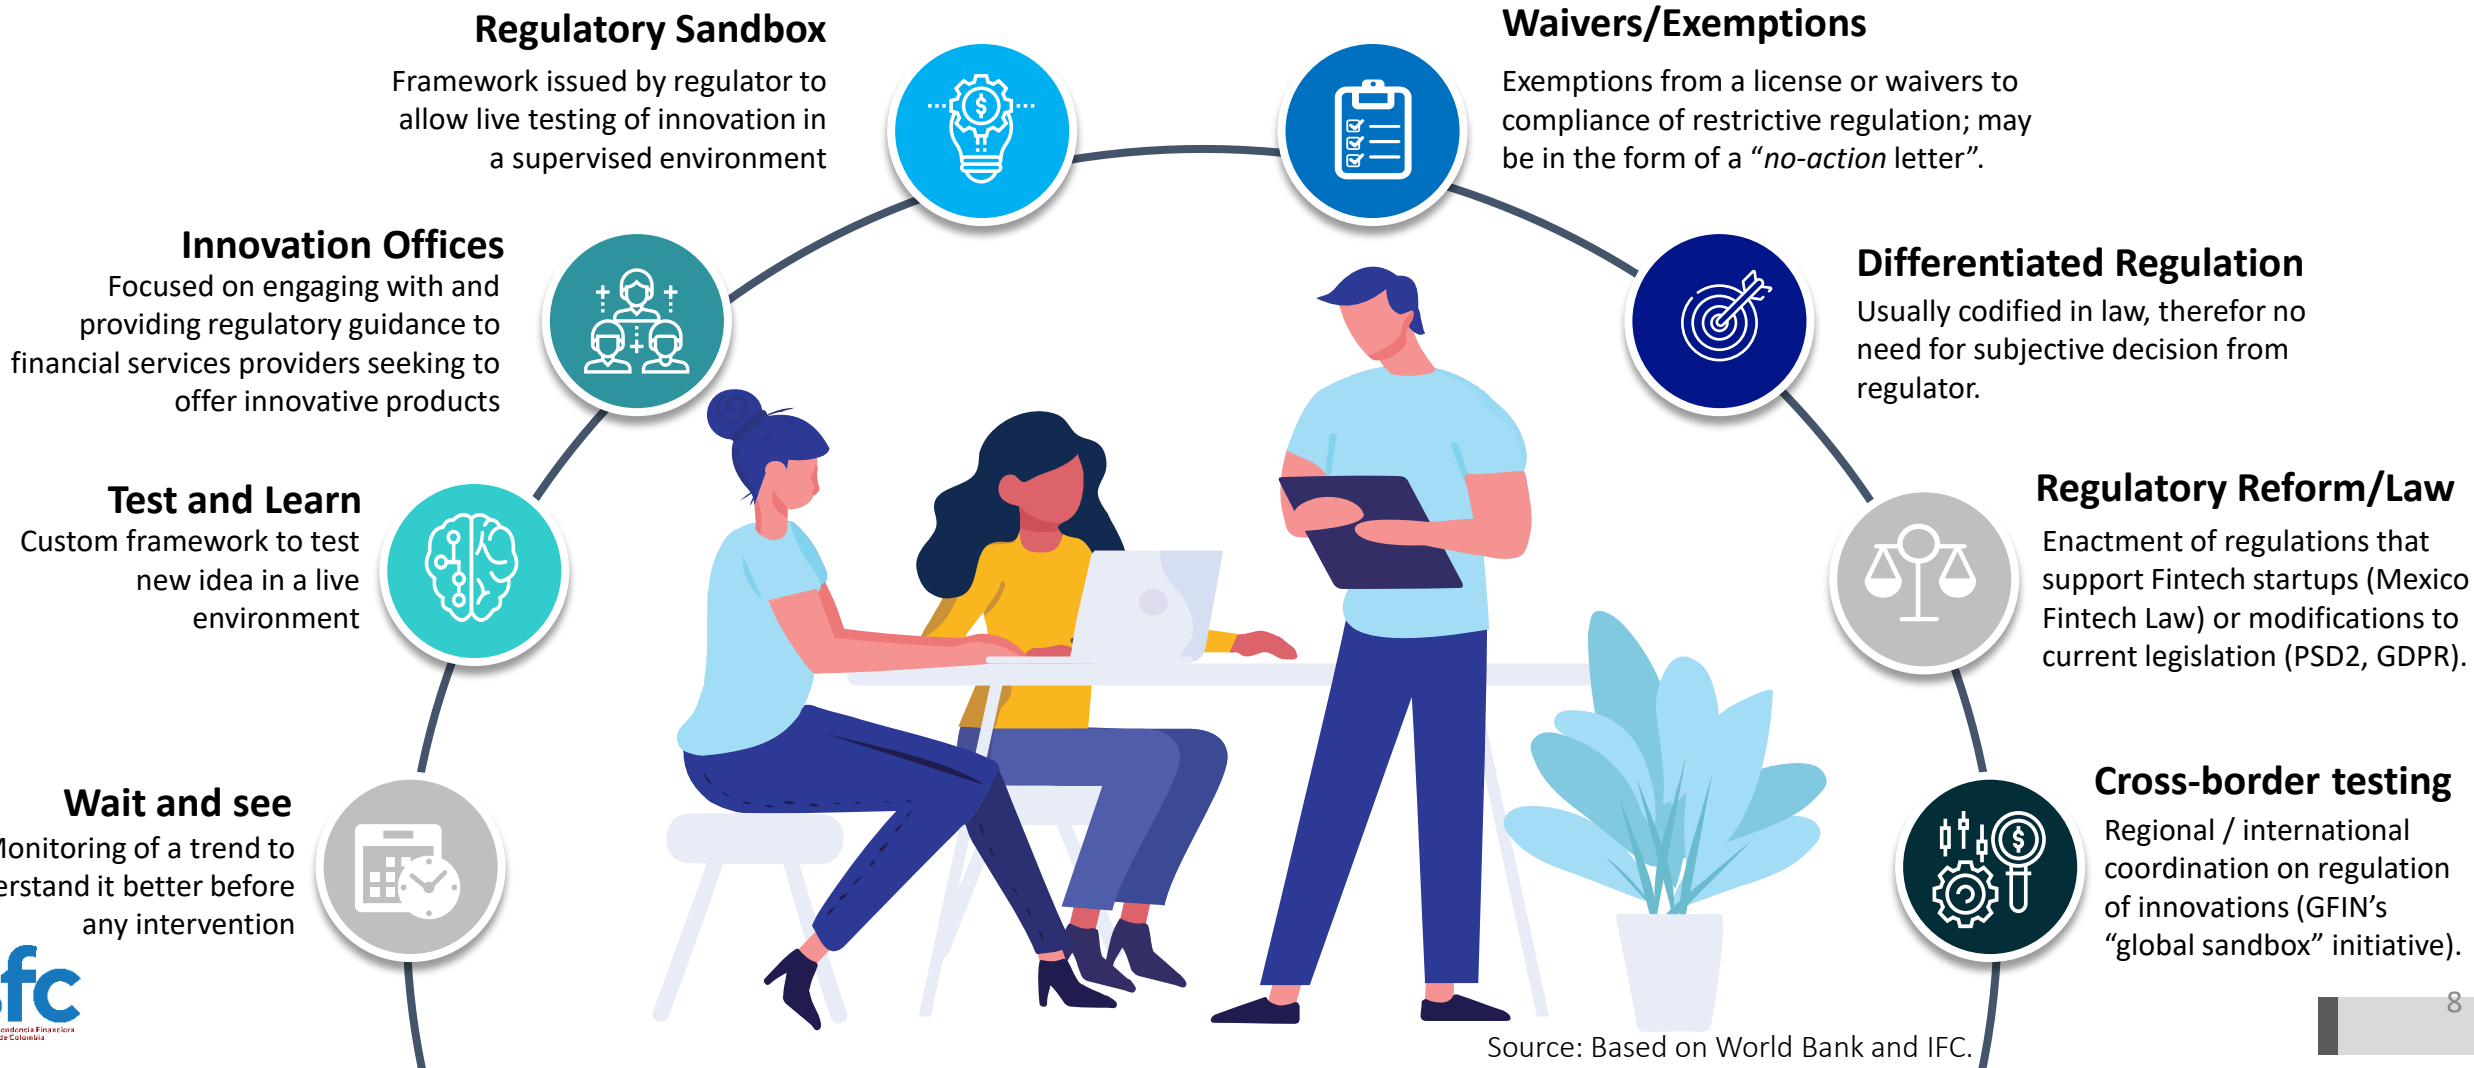 Regulatory Sandbox
Framework issued by regulator to
allow live testing of innovation in
a supervised environment
Waivers/Exemptions
Exemptions from a license or waivers to
compliance of restrictive regulation; may
be in the form of a “no-action letter”.
Innovation Offices
Focused on engaging with and
providing regulatory guidance to
financial services providers seeking to
offer innovative products
Differentiated Regulation
Usually codified in law, therefor no
need for subjective decision from
regulator.
Test and Learn
Custom framework to test
new idea in a live
environment
Regulatory Reform/Law
Enactment of regulations that
support Fintech startups (Mexico
Fintech Law) or modifications to
current legislation (PSD2, GDPR).
Wait and see
Monitoring of a trend to
erstand it better before
any intervention
Cross-border testing
Regional / international
coordination on regulation
of innovations (GFIN’s
“global sandbox” initiative).
sfc
Financiera
de Colombia
Source: Based on World Bank and IFC.
8